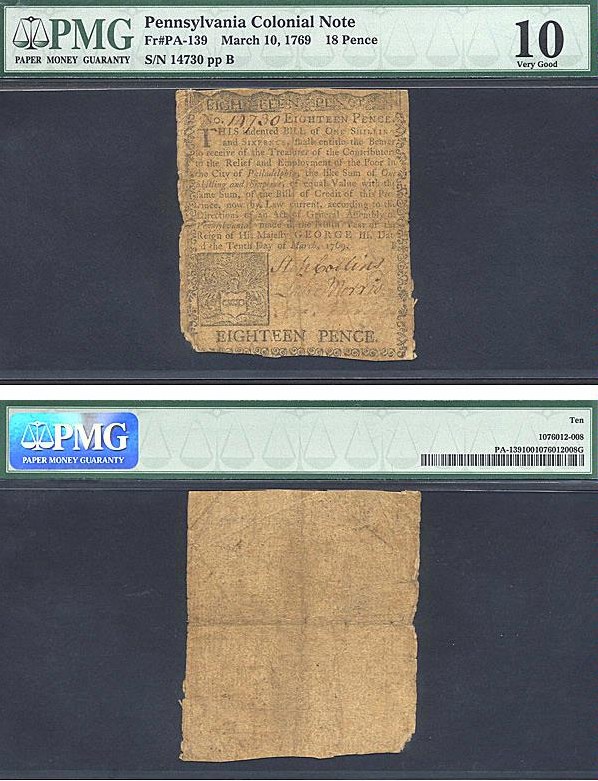 PMG
PAPER MONEY GUARANTY
Pennsylvania Colonial Note
Fr#PA-139 March 10, 1769 18 Pence
S/N 14730 pp B
10
Very Good
EIGHTEEN PENCE
No. 14730 EIGHTEEN PENCE.
THIS indented BILL of ONE SHILLING
and SIXPENCE, shall entitle the Bearer
to receive of the Treasurer of the Contributors
to the Relief and Employment of the Poor in
the City of Philadelphia, the like Sum of One
Shilling and Sixpence, or equal Value with the
same Sum, of the Bills of Credit of this Pro-
vince, now by Law current, according to the
Directions of an Act of General Assembly of
Pennsylvania, made in the Ninth Year of the
Reign of His Majesty GEORGE III. Dat-
ed the Tenth Day of March, 1769.
Collins
Morris
EIGHTEEN PENCE.
PMG
PAPER MONEY GUARANTY
Ten
1076012-008
PA-1391001076012008G